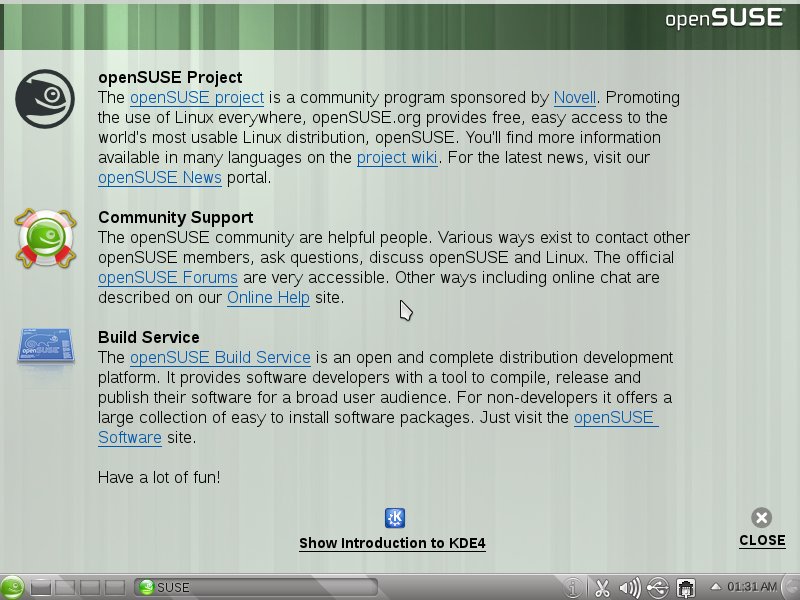 openSUSE
openSUSE Project
The openSUSE project is a community program sponsored by Novell. Promoting
the use of Linux everywhere, openSUSE.org provides free, easy access to the
world's most usable Linux distribution, openSUSE. You'll find more information
available in many languages on the project wiki. For the latest news, visit our
openSUSE News portal.
Community Support
The openSUSE community are helpful people. Various ways exist to contact other
openSUSE members, ask questions, discuss openSUSE and Linux. The official
openSUSE Forums are very accessible. Other ways including online chat are
described on our Online Help site.
openSUSE
Build Service
The openSUSE Build Service is an open and complete distribution development
platform. It provides software developers with a tool to compile, release and
publish their software for a broad user audience. For non-developers it offers a
large collection of easy to install software packages. Just visit the openSUSE
Software site.
Have a lot of fun!
Show Introduction to KDE4
CLOSE
SUSE
01:31 AM